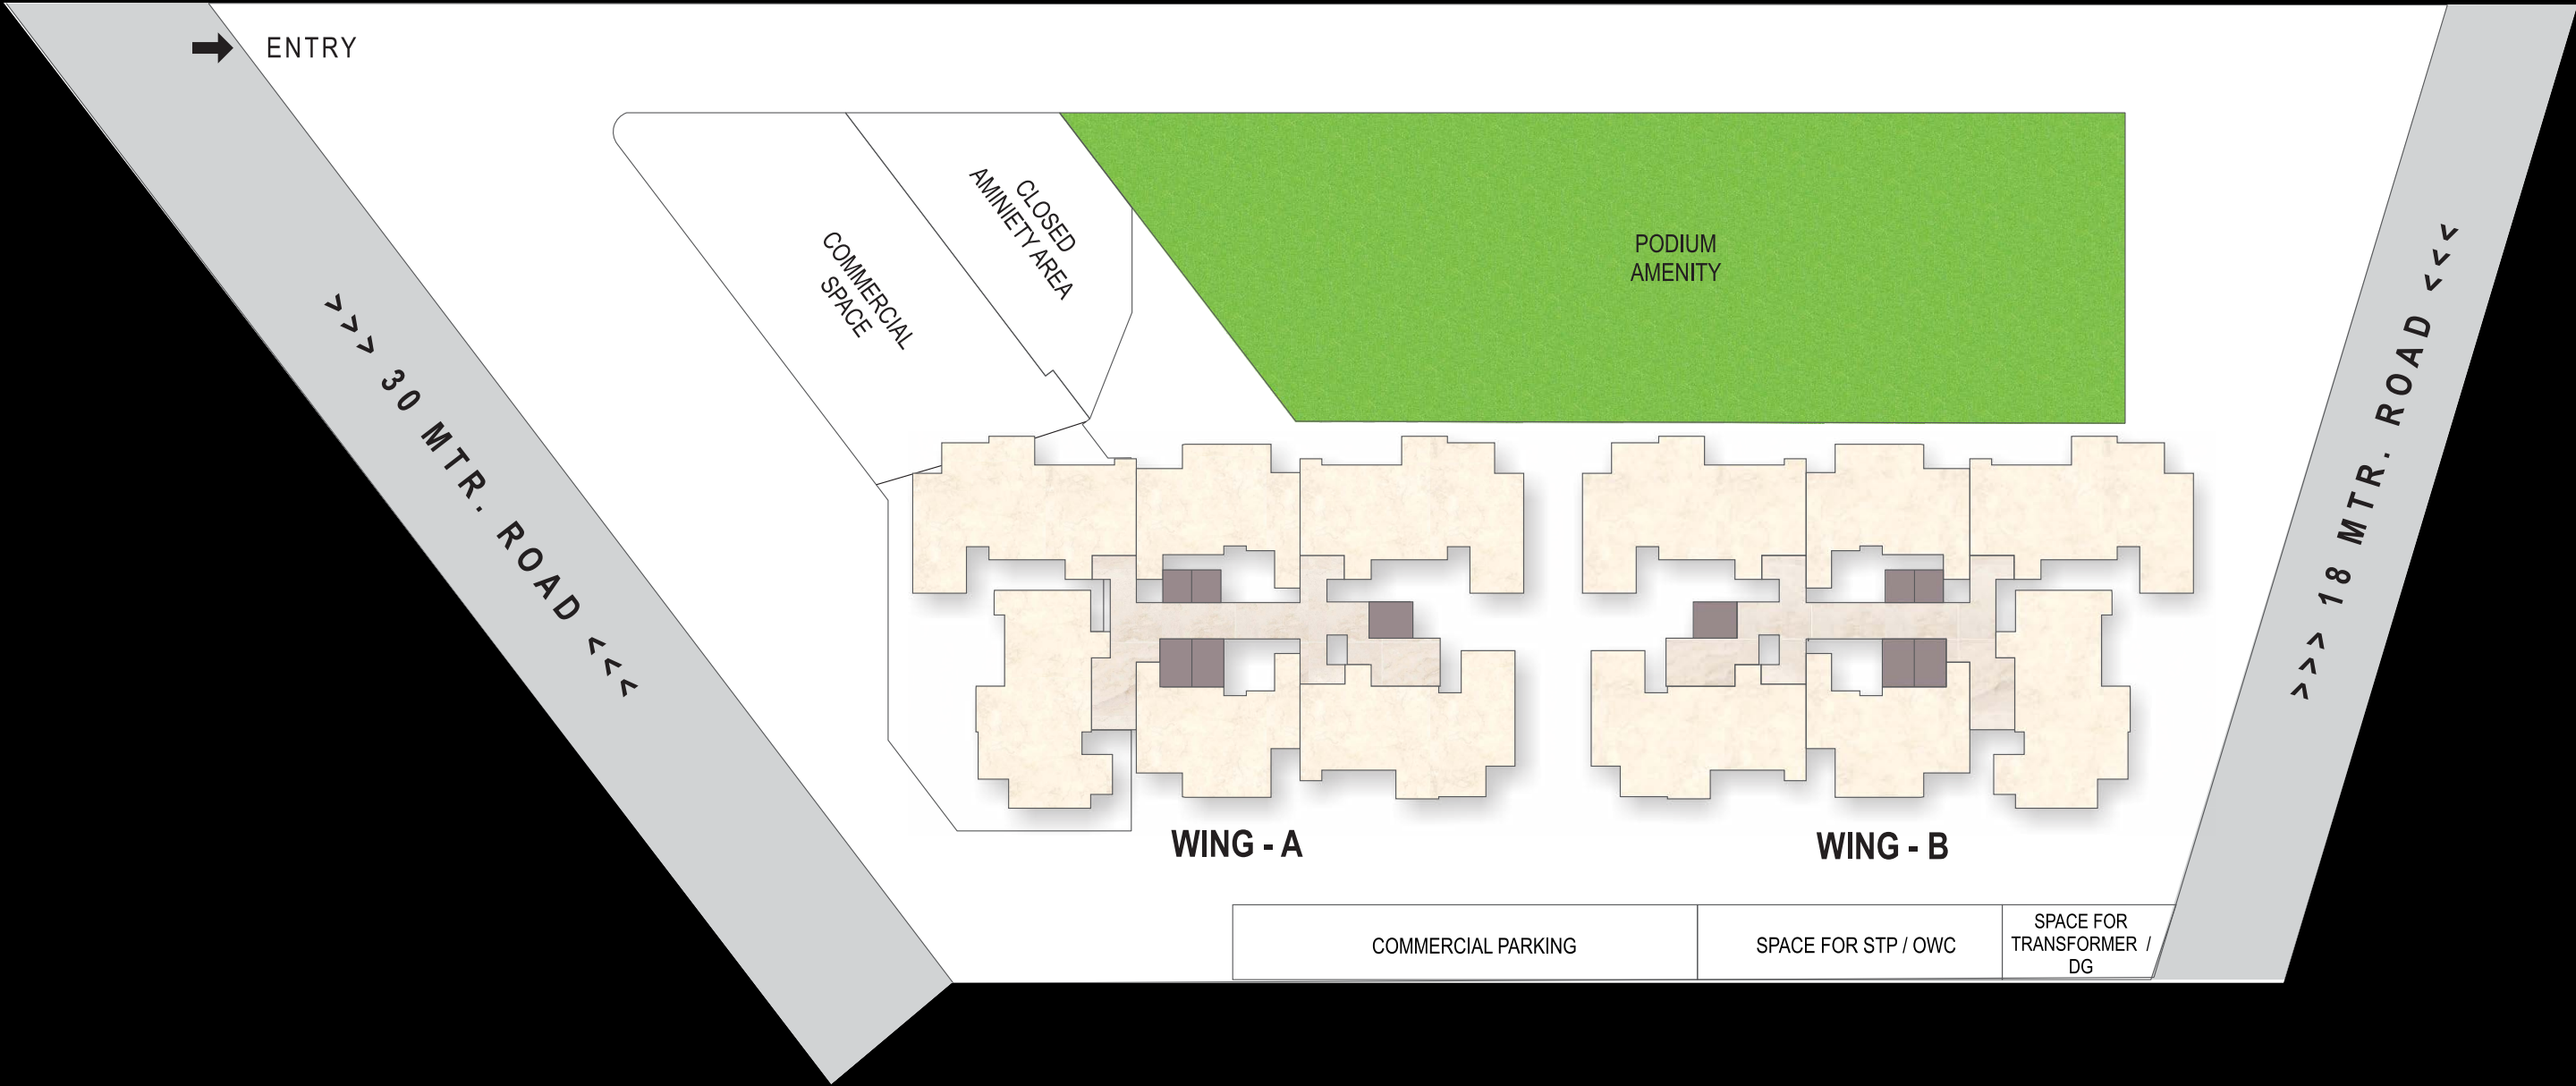 ENTRY
CLOSED
AMINIETY AREA
COMMERCIAL
SPACE
PODIUM
AMENITY
>>> 30 MTR. ROAD <<<
>>> 18 MTR. ROAD <<<
WING - A
WING - B
COMMERCIAL PARKING
SPACE FOR STP / OWC
SPACE FOR
TRANSFORMER /
DG